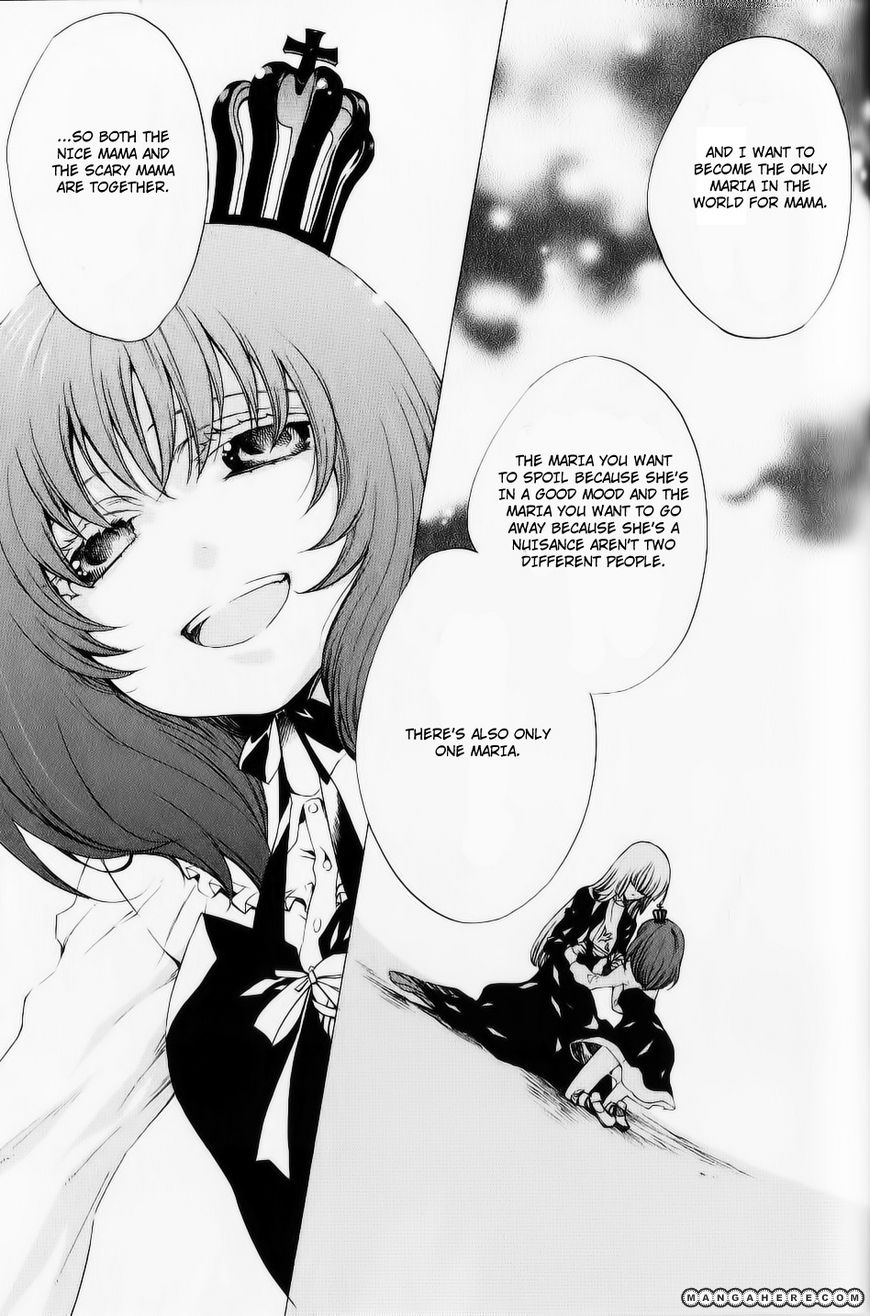 AND I WANT TO
BECOME THE ONLY
MARIA IN THE
WORLD FOR MAMA.
THE MARIA YOU WANT
TO SPOIL BECAUSE SHE'S
IN A GOOD MOOD AND THE
MARIA YOU WANT TO GO
AWAY BECAUSE SHE'S A
NUISANCE AREN'T TWO
DIFFERENT PEOPLE.
THERE'S ALSO ONLY
ONE MARIA.
...SO BOTH THE
NICE MAMA AND
THE SCARY MAMA
ARE TOGETHER.
MANGAHERE.COM